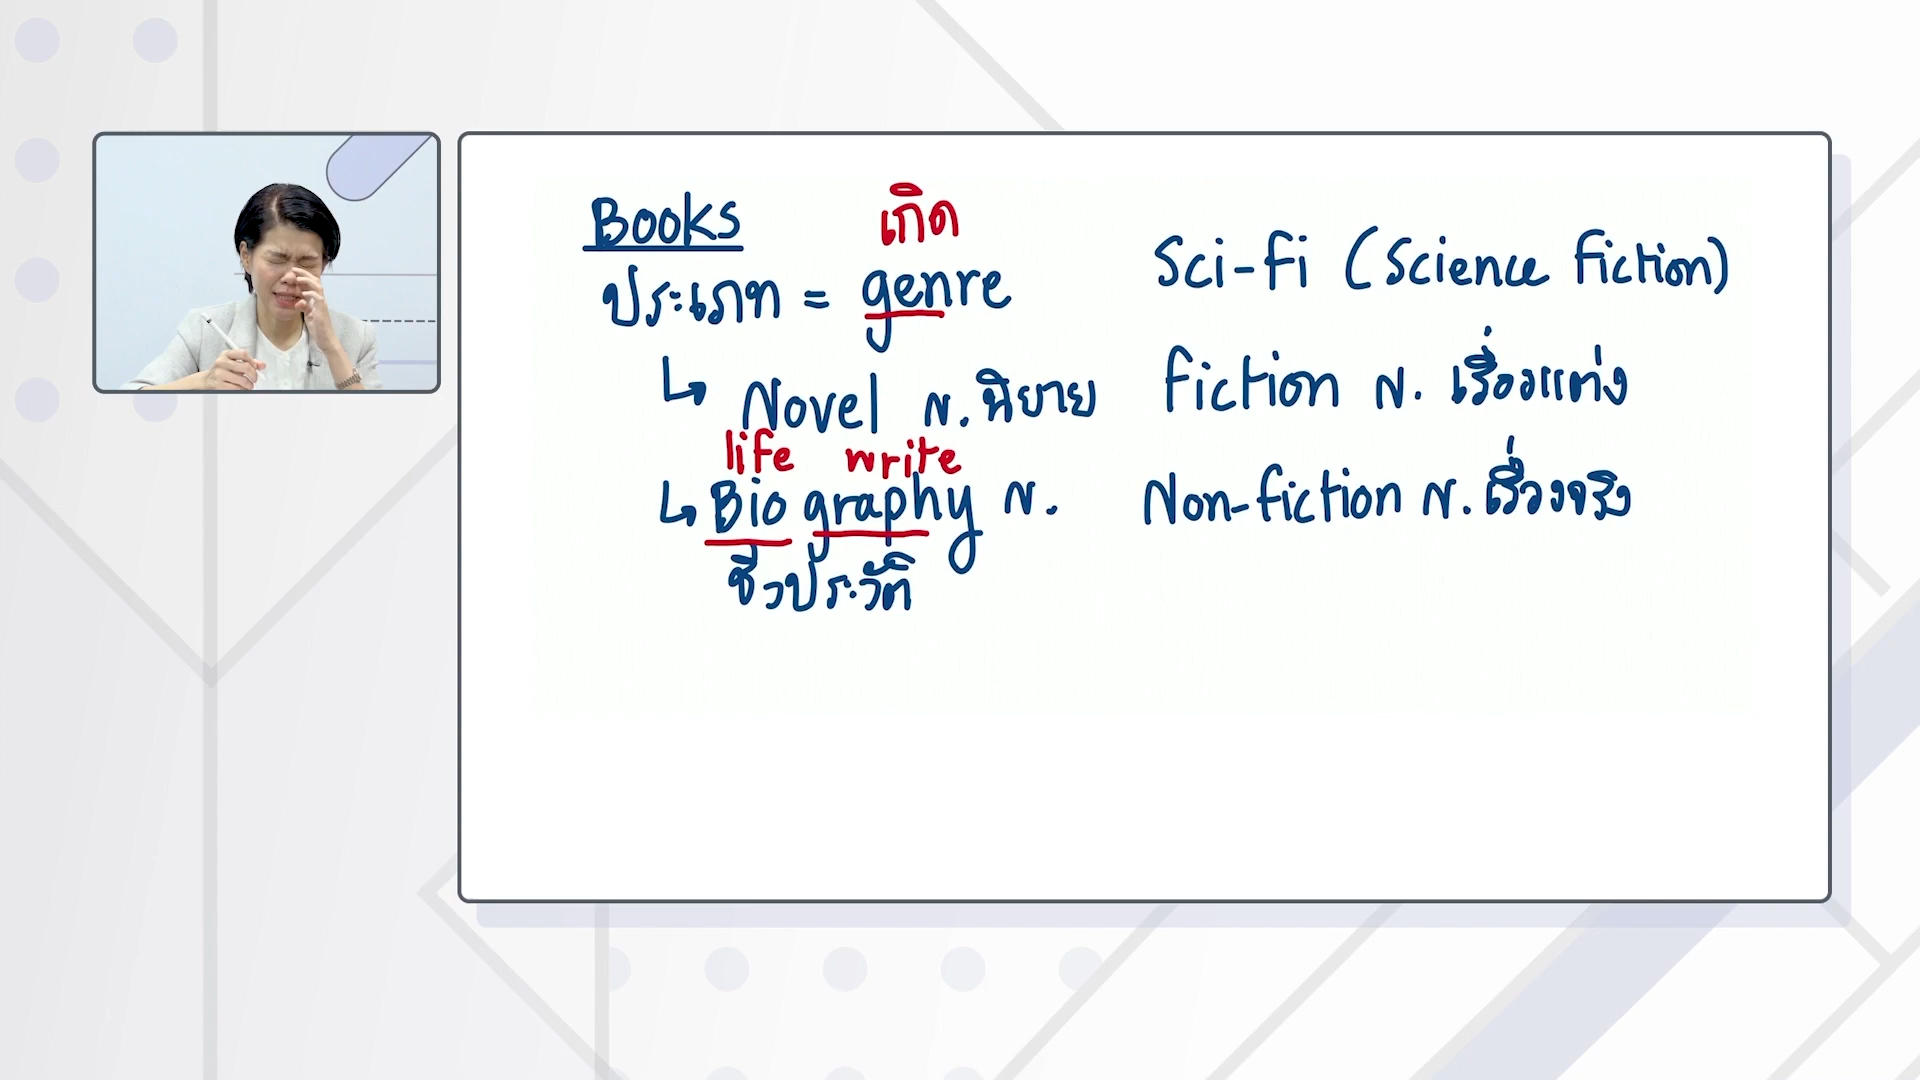 Books
เกิด
ประเภท = genre
↳ Novel n. นิยาย
life write
↳ Biography n.
ชีวประวัติ
Sci-fi (Science fiction)
fiction n. เรื่องแต่ง
Non-fiction n. เรื่องจริง